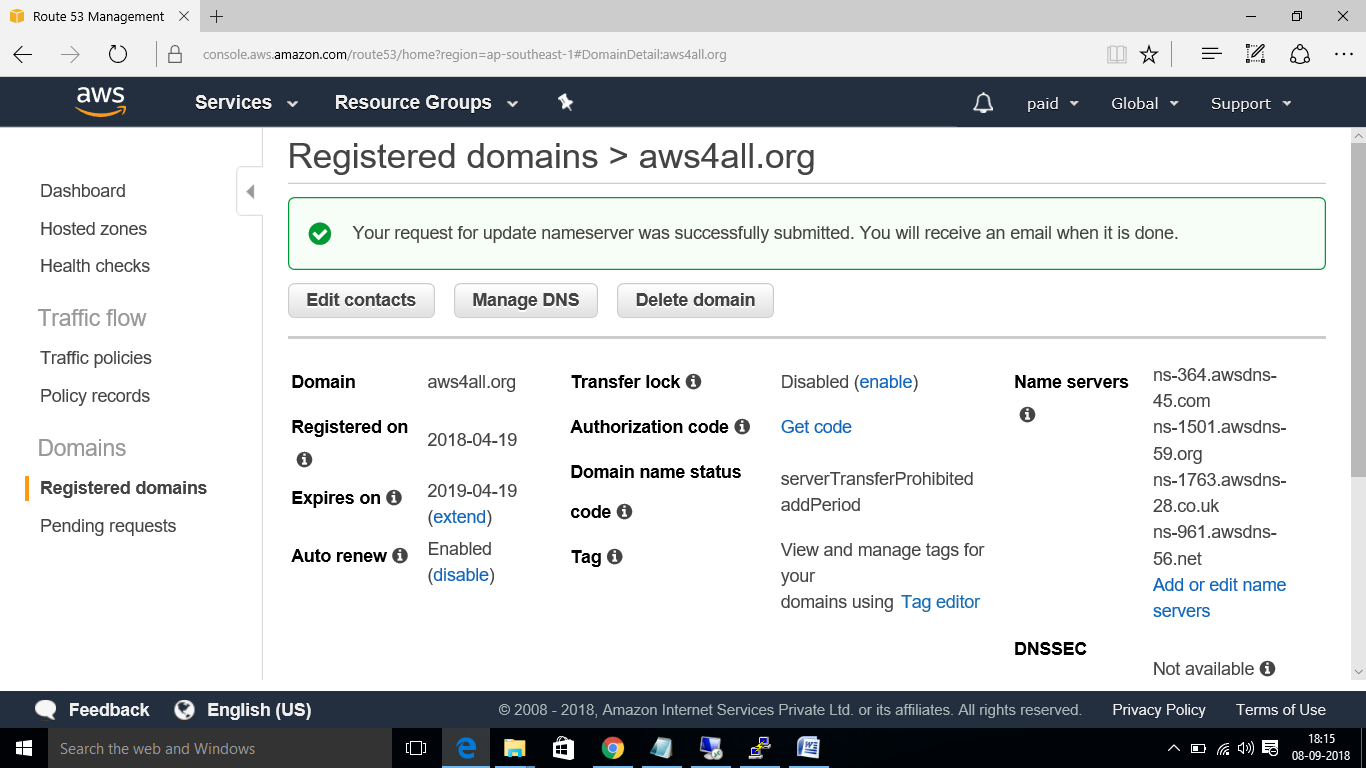 Route 53 Management
console.aws.amazon.com/route53/home?region=ap-southeast-1#DomainDetail:aws4all.org
aws
Services
Resource Groups
paid
Global
Support
Dashboard
Hosted zones
Health checks
Traffic flow
Traffic policies
Policy records
Domains
Registered domains
Pending requests
Registered domains > aws4all.org
Your request for update nameserver was successfully submitted. You will receive an email when it is done.
Edit contacts
Manage DNS
Delete domain
Domain
aws4all.org
Registered on
2018-04-19
Expires on
2019-04-19
(extend)
Auto renew
Enabled
(disable)
Transfer lock
Disabled (enable)
Authorization code
Get code
Domain name status
code
serverTransferProhibited
addPeriod
Tag
View and manage tags for
your
domains using Tag editor
Name servers
ns-364.awsdns-
45.com
ns-1501.awsdns-
59.org
ns-1763.awsdns-
28.co.uk
ns-961.awsdns-
56.net
Add or edit name
servers
DNSSEC
Not available
Feedback
English (US)
© 2008 - 2018, Amazon Internet Services Private Ltd. or its affiliates. All rights reserved.
Privacy Policy
Terms of Use
Search the web and Windows
18:15
08-09-2018